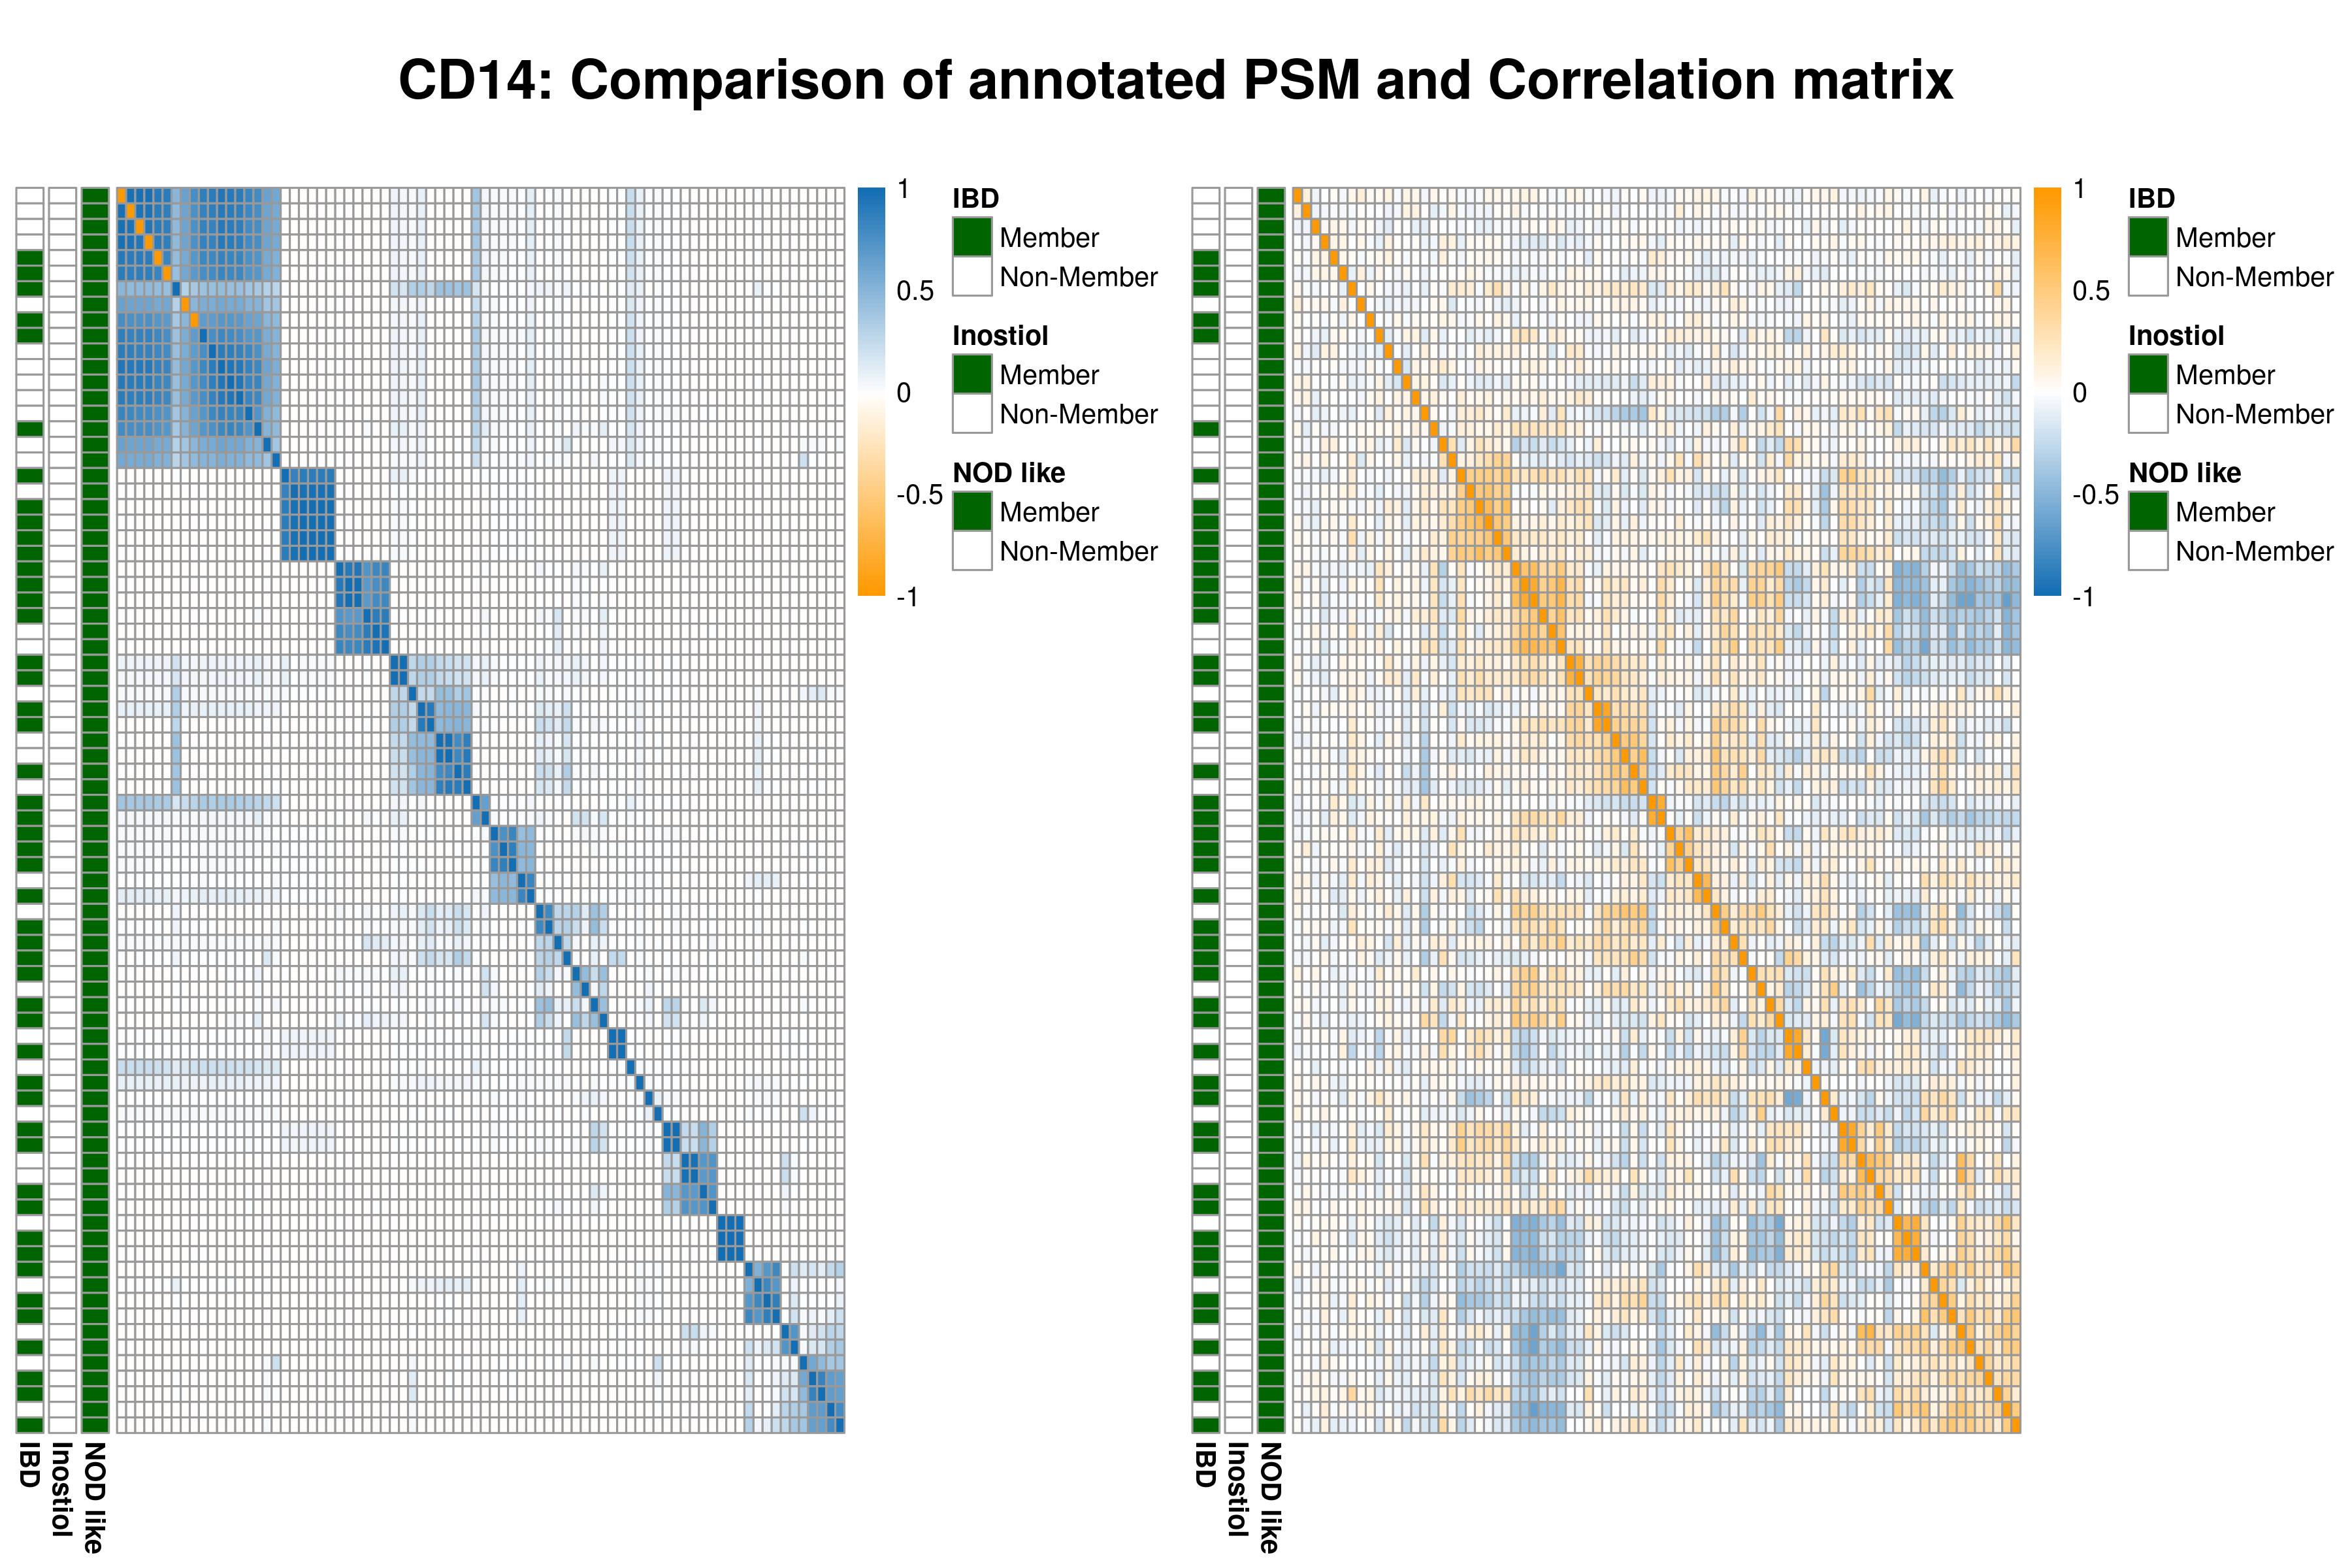 CD14: Comparison of annotated PSM and Correlation matrix
1
0.5
0
-0.5
-1
IBD
Member
Non-Member
Inostiol
Member
Non-Member
NOD like
Member
Non-Member
IBD
Inostiol
NOD like
1
0.5
0
-0.5
-1
IBD
Member
Non-Member
Inostiol
Member
Non-Member
NOD like
Member
Non-Member
IBD
Inostiol
NOD like